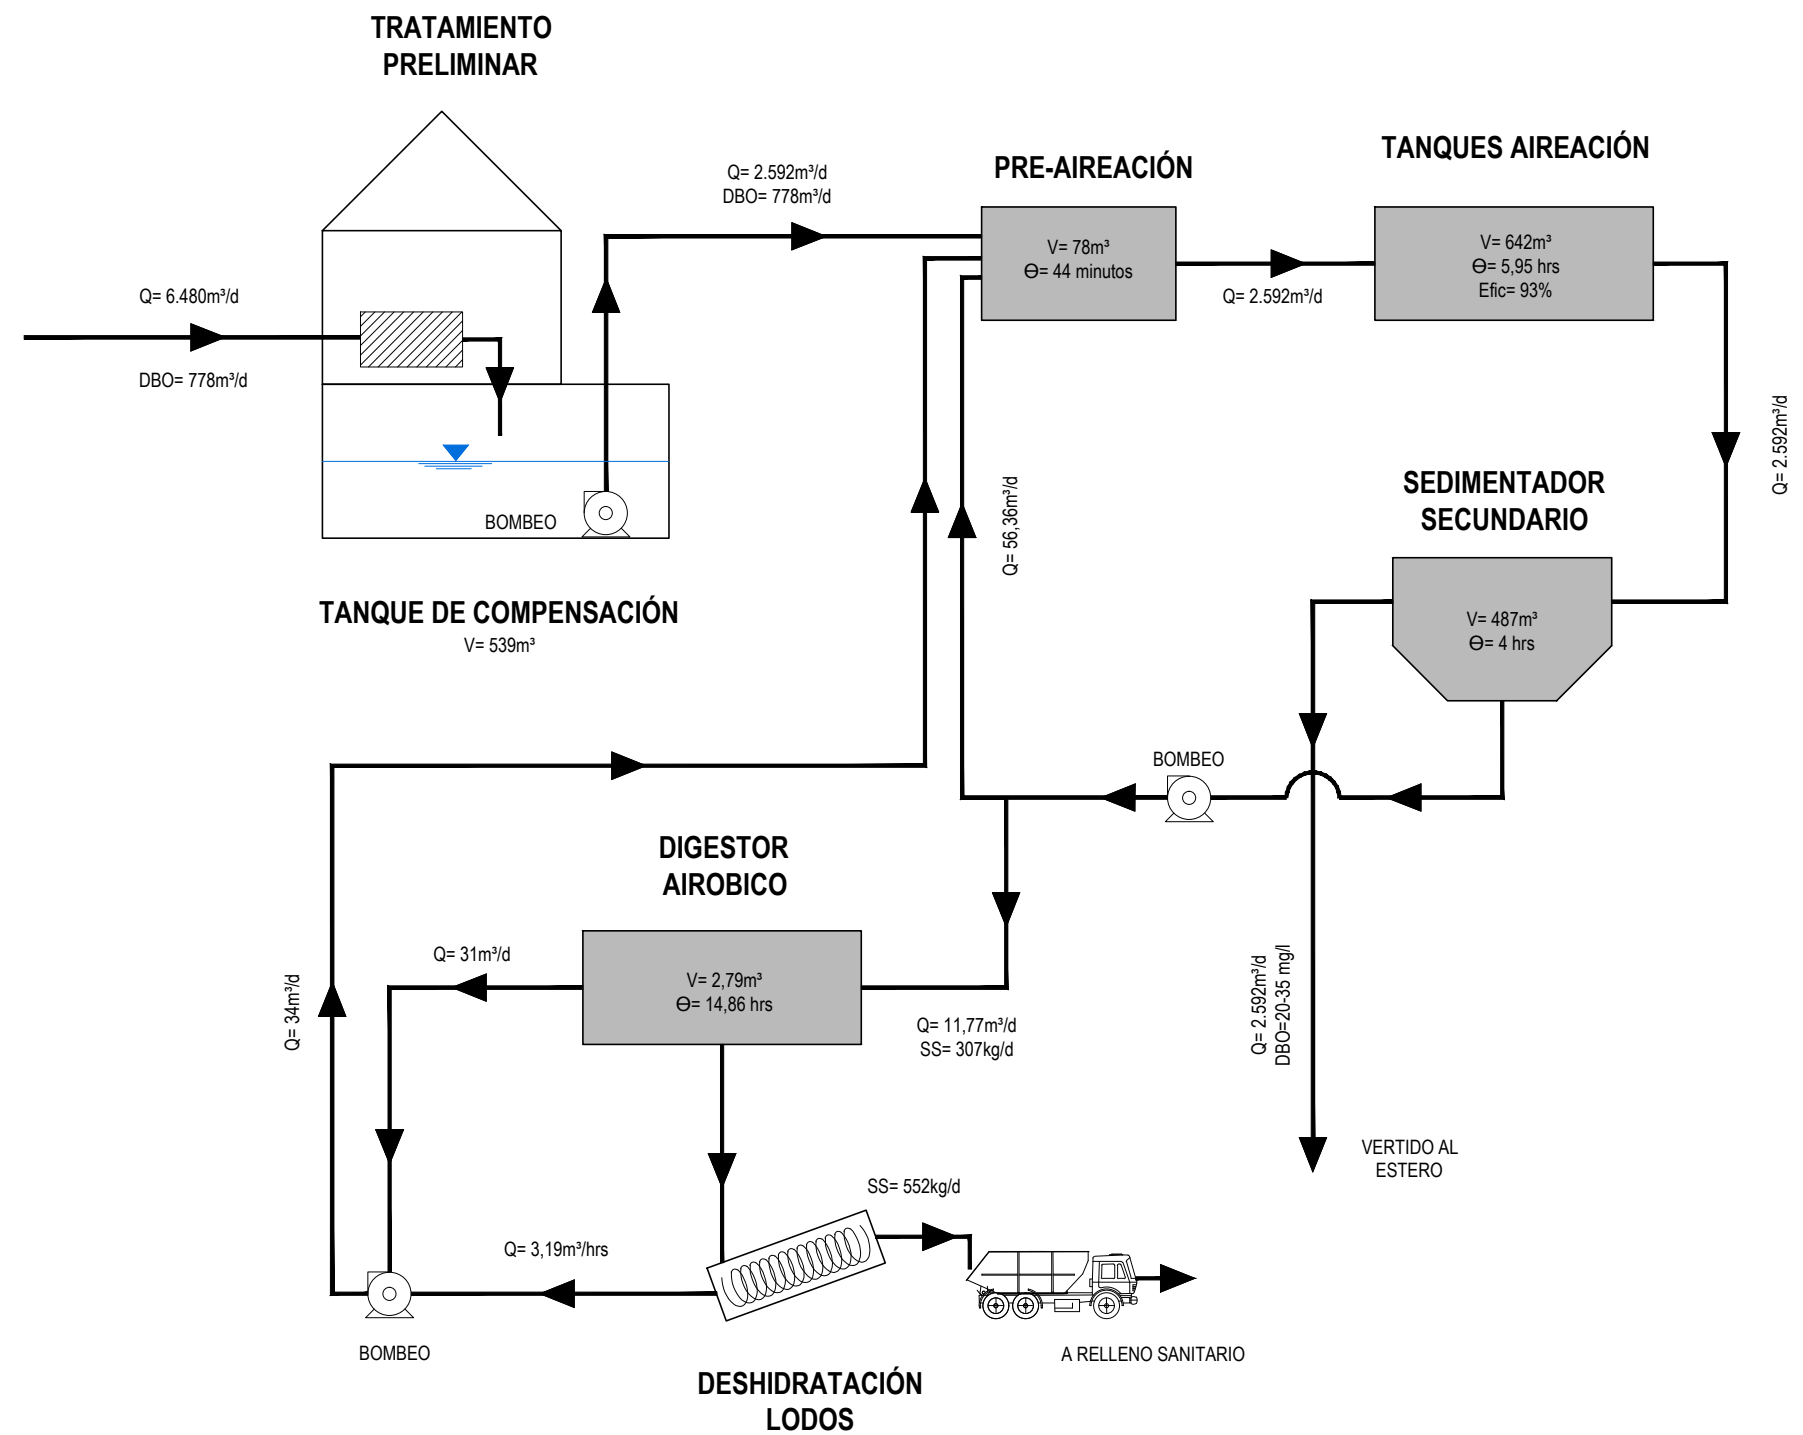 TRATAMIENTO
PRELIMINAR
Q= 6.480m³/d
DBO= 778m³/d
BOMBEO
TANQUE DE COMPENSACIÓN
V= 539m³
Q= 2.592m³/d
DBO= 778m³/d
PRE-AIREACIÓN
V= 78m³
Ө= 44 minutos
Q= 2.592m³/d
TANQUES AIREACIÓN
V= 642m³
Ө= 5,95 hrs
Efic= 93%
Q= 2.592m³/d
SEDIMENTADOR
SECUNDARIO
V= 487m³
Ө= 4 hrs
Q= 56,36m³/d
BOMBEO
Q= 2.592m³/d
DBO=20-35 mg/l
VERTIDO AL
ESTERO
DIGESTOR
AIROBICO
V= 2,79m³
Ө= 14,86 hrs
Q= 11,77m³/d
SS= 307kg/d
Q= 31m³/d
Q= 34m³/d
Q= 3,19m³/hrs
BOMBEO
SS= 552kg/d
A RELLENO SANITARIO
DESHIDRATACIÓN
LODOS